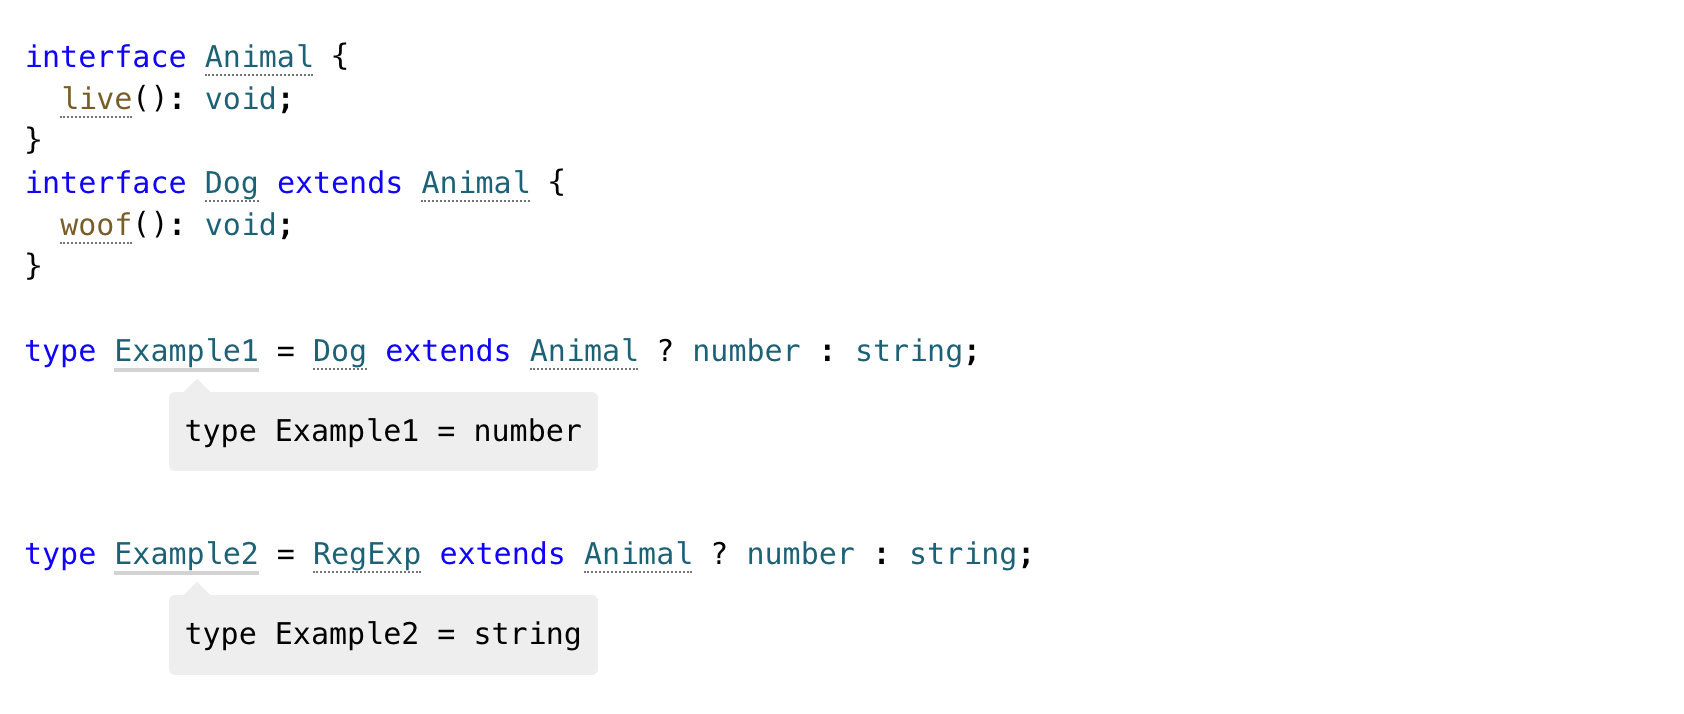 interface Animal {
  live(): void;
}
interface Dog extends Animal {
  woof(): void;
}
type Example1 = Dog extends Animal ? number : string;
type Example1 = number
type Example2 = RegExp extends Animal ? number : string;
type Example2 = string